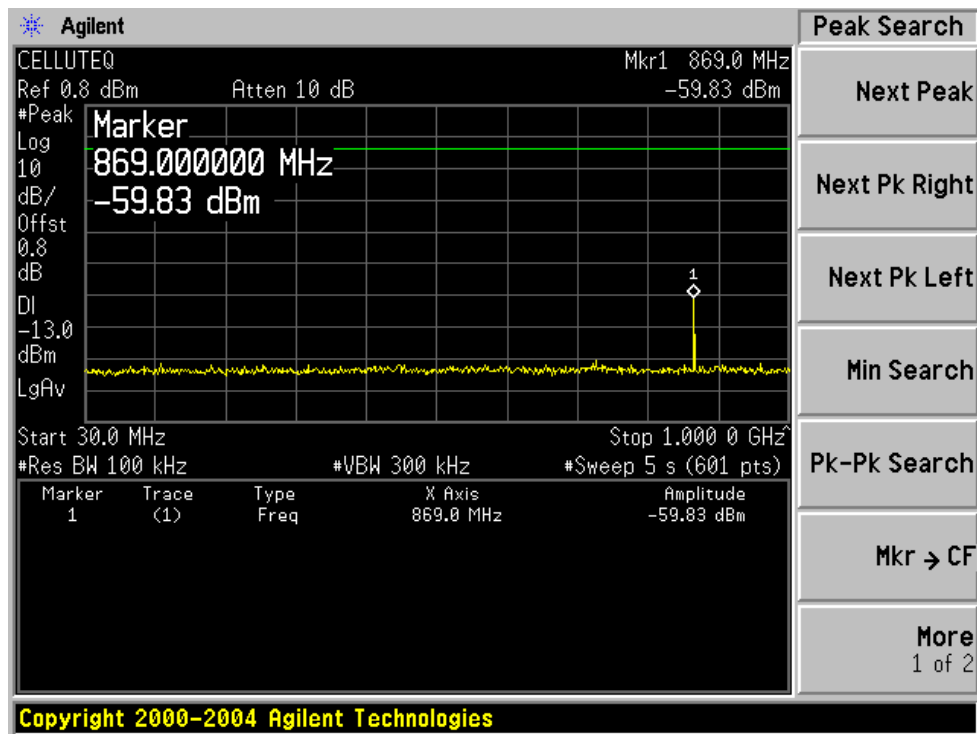 Agilent
Peak Search
CELLUTEQ
Mkr1 869.0 MHz
Ref 0.8 dBm Atten 10 dB -59.83 dBm
#Peak
Log
10
dB/
Offst
0.8
dB
DI
-13.0
dBm
LgAv
Marker
869.000000 MHz
-59.83 dBm
1
Start 30.0 MHz Stop 1.000 0 GHz^
#Res BW 100 kHz #VBW 300 kHz #Sweep 5 s (601 pts)
Marker Trace Type X Axis Amplitude
1 (1) Freq 869.0 MHz -59.83 dBm
Next Peak
Next Pk Right
Next Pk Left
Min Search
Pk-Pk Search
Mkr → CF
More
1 of 2
Copyright 2000-2004 Agilent Technologies